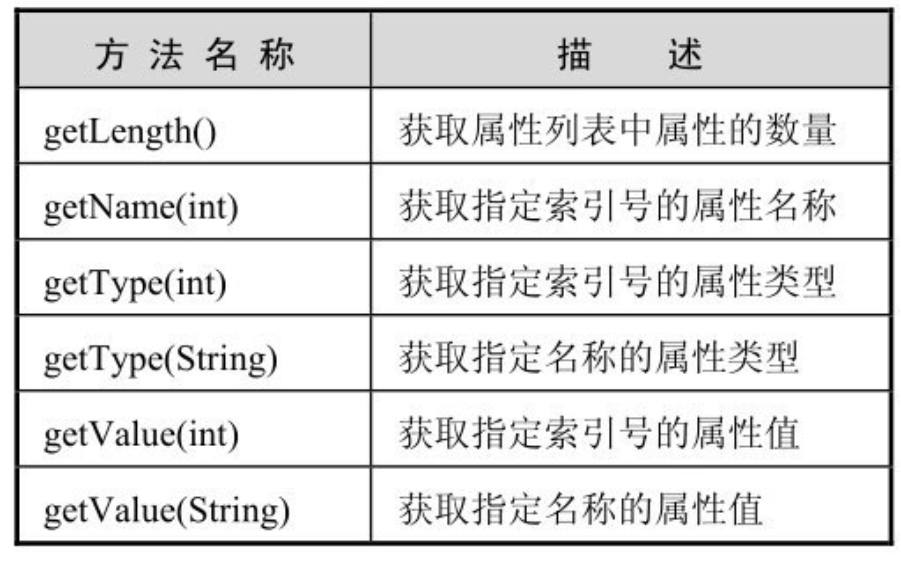 方法名称 描述
getLength() 获取属性列表中属性的数量
getName(int) 获取指定索引号的属性名称
getType(int) 获取指定索引号的属性类型
getType(String) 获取指定名称的属性类型
getValue(int) 获取指定索引号的属性值
getValue(String) 获取指定名称的属性值